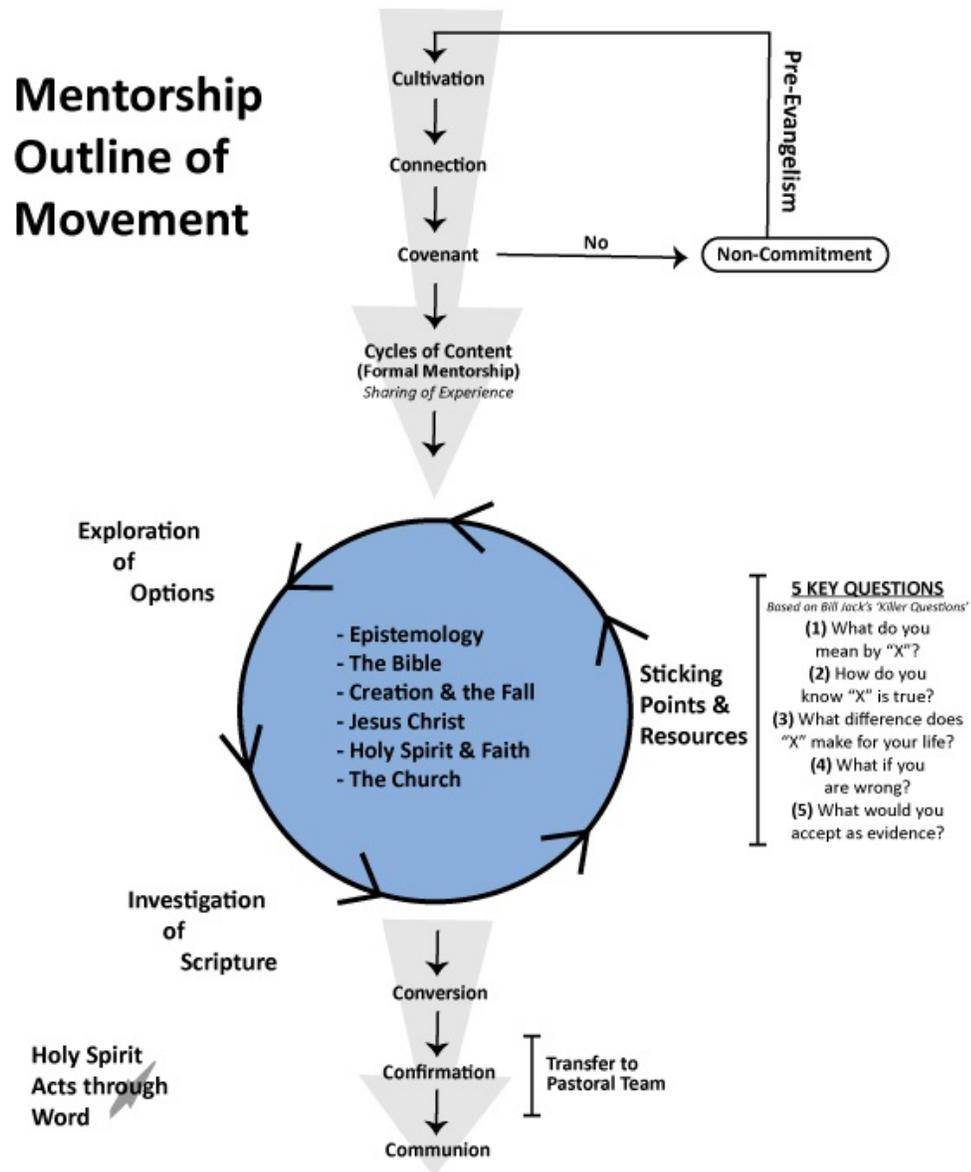 Mentorship
Outline of
Movement
Cultivation
Connection
Covenant
No
Non-Commitment
Pre-Evangelism
Cycles of Content
(Formal Mentorship)
Sharing of Experience
Exploration
of
Options
- Epistemology
- The Bible
- Creation & the Fall
- Jesus Christ
- Holy Spirit & Faith
- The Church
Sticking
Points &
Resources
5 KEY QUESTIONS
Based on Bill Jack's 'Killer Questions'
(1) What do you
mean by "X"?
(2) How do you
know "X" is true?
(3) What difference does
"X" make for your life?
(4) What if you
are wrong?
(5) What would you
accept as evidence?
Investigation
of
Scripture
Conversion
Confirmation
Communion
Transfer to
Pastoral Team
Holy Spirit
Acts through
Word